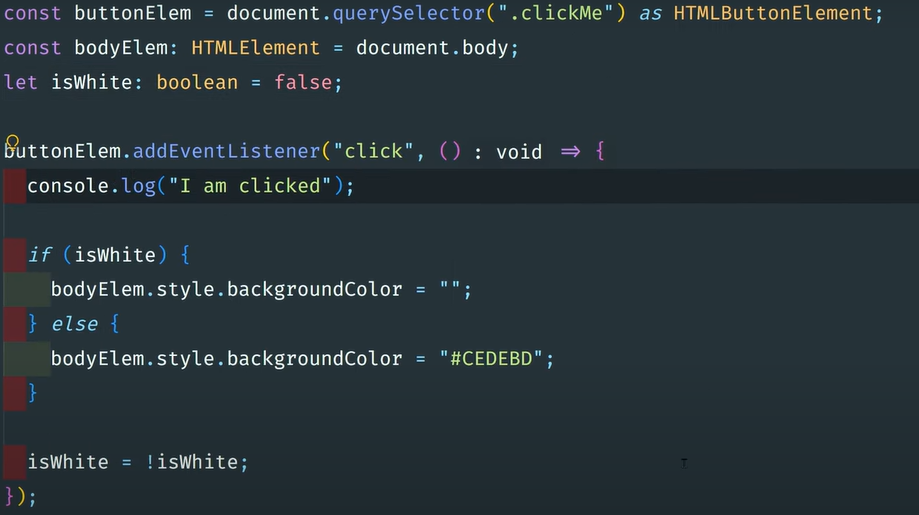 const buttonElem = document.querySelector(".clickMe") as HTMLButtonElement;
const bodyElem: HTMLElement = document.body;
let isWhite: boolean = false;
buttonElem.addEventListener("click", () : void => {
console.log("I am clicked");
if (isWhite) {
bodyElem.style.backgroundColor = "";
} else {
bodyElem.style.backgroundColor = "#CEDEBD";
}
isWhite = !isWhite;
});